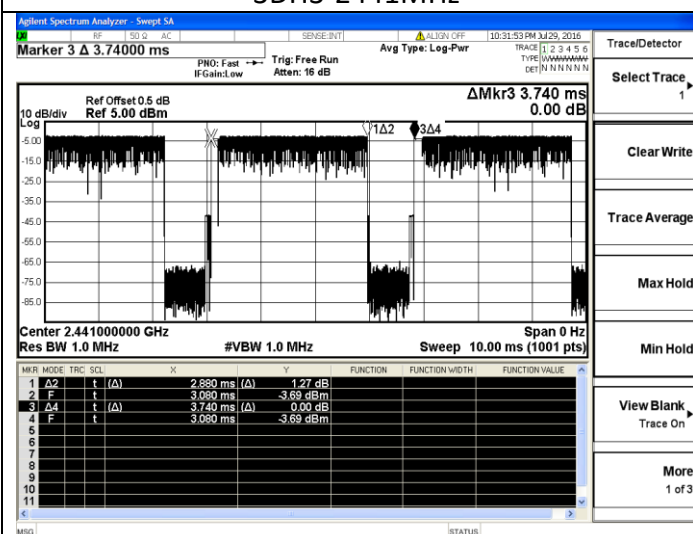 3DH5-2441MHz
Agilent Spectrum Analyzer - Swept SA
RF 50 Ω AC SENSE:INT ALIGN OFF 10:31:53 PM Jul 29, 2016
Marker 3 Δ 3.74000 ms
PNO: Fast Trig: Free Run
IFGain:Low Atten: 16 dB
Avg Type: Log-Pwr
TRACE 1 2 3 4 5 6
TYPE
DET N N N N N N
Trace/Detector
Select Trace
1
Clear Write
Trace Average
Max Hold
Min Hold
View Blank
Trace On
More
1 of 3
ΔMkr3 3.740 ms
0.00 dB
Ref Offset 0.5 dB
10 dB/div Ref 5.00 dBm
Log
1Δ2 3Δ4
-5.00
-15.0
-25.0
-35.0
-45.0
-55.0
-65.0
-75.0
-85.0
Center 2.441000000 GHz Span 0 Hz
Res BW 1.0 MHz #VBW 1.0 MHz Sweep 10.00 ms (1001 pts)
MKR MODE TRC SCL X Y FUNCTION FUNCTION WIDTH FUNCTION VALUE
1 Δ2 t (Δ) 2.880 ms (Δ) 1.27 dB
2 F t 3.080 ms -3.69 dBm
3 Δ4 t (Δ) 3.740 ms (Δ) 0.00 dB
4 F t 3.080 ms -3.69 dBm
5
6
7
8
9
10
11
MSG STATUS